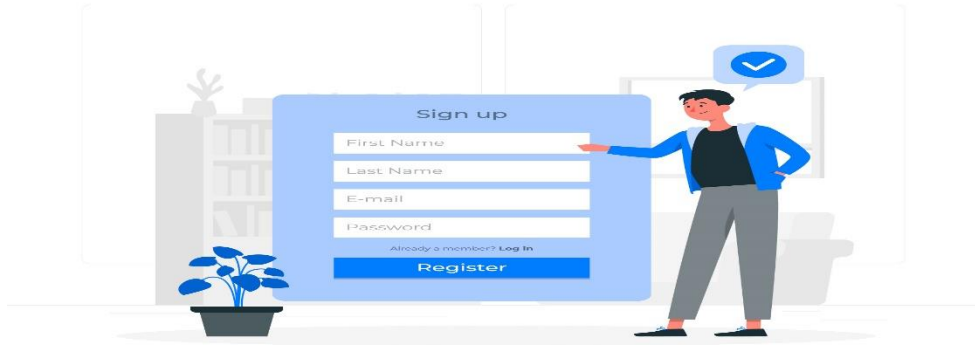 Sign up
First Name
Last Name
E-mail
Password
Already a member? Log in
Register